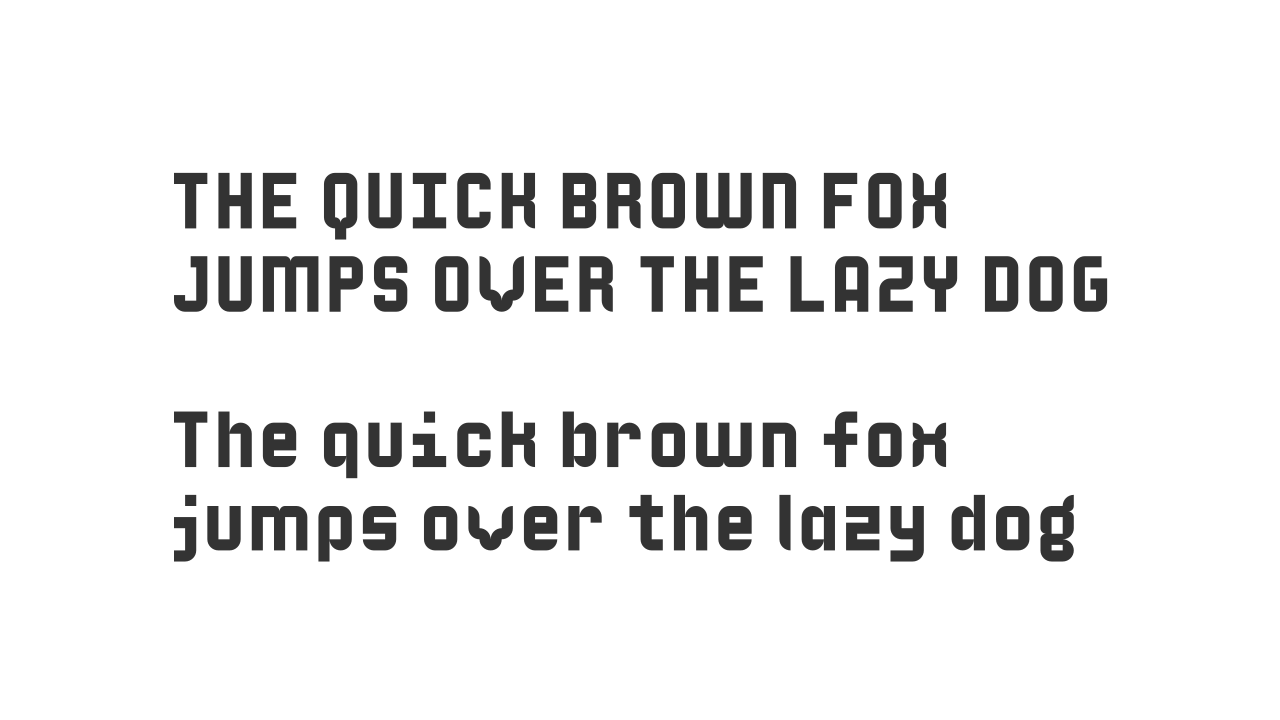 THE QUICK BROWN FOX
JUMPS OVER THE LAZY DOG
The quick brown fox
jumps over the lazy dog